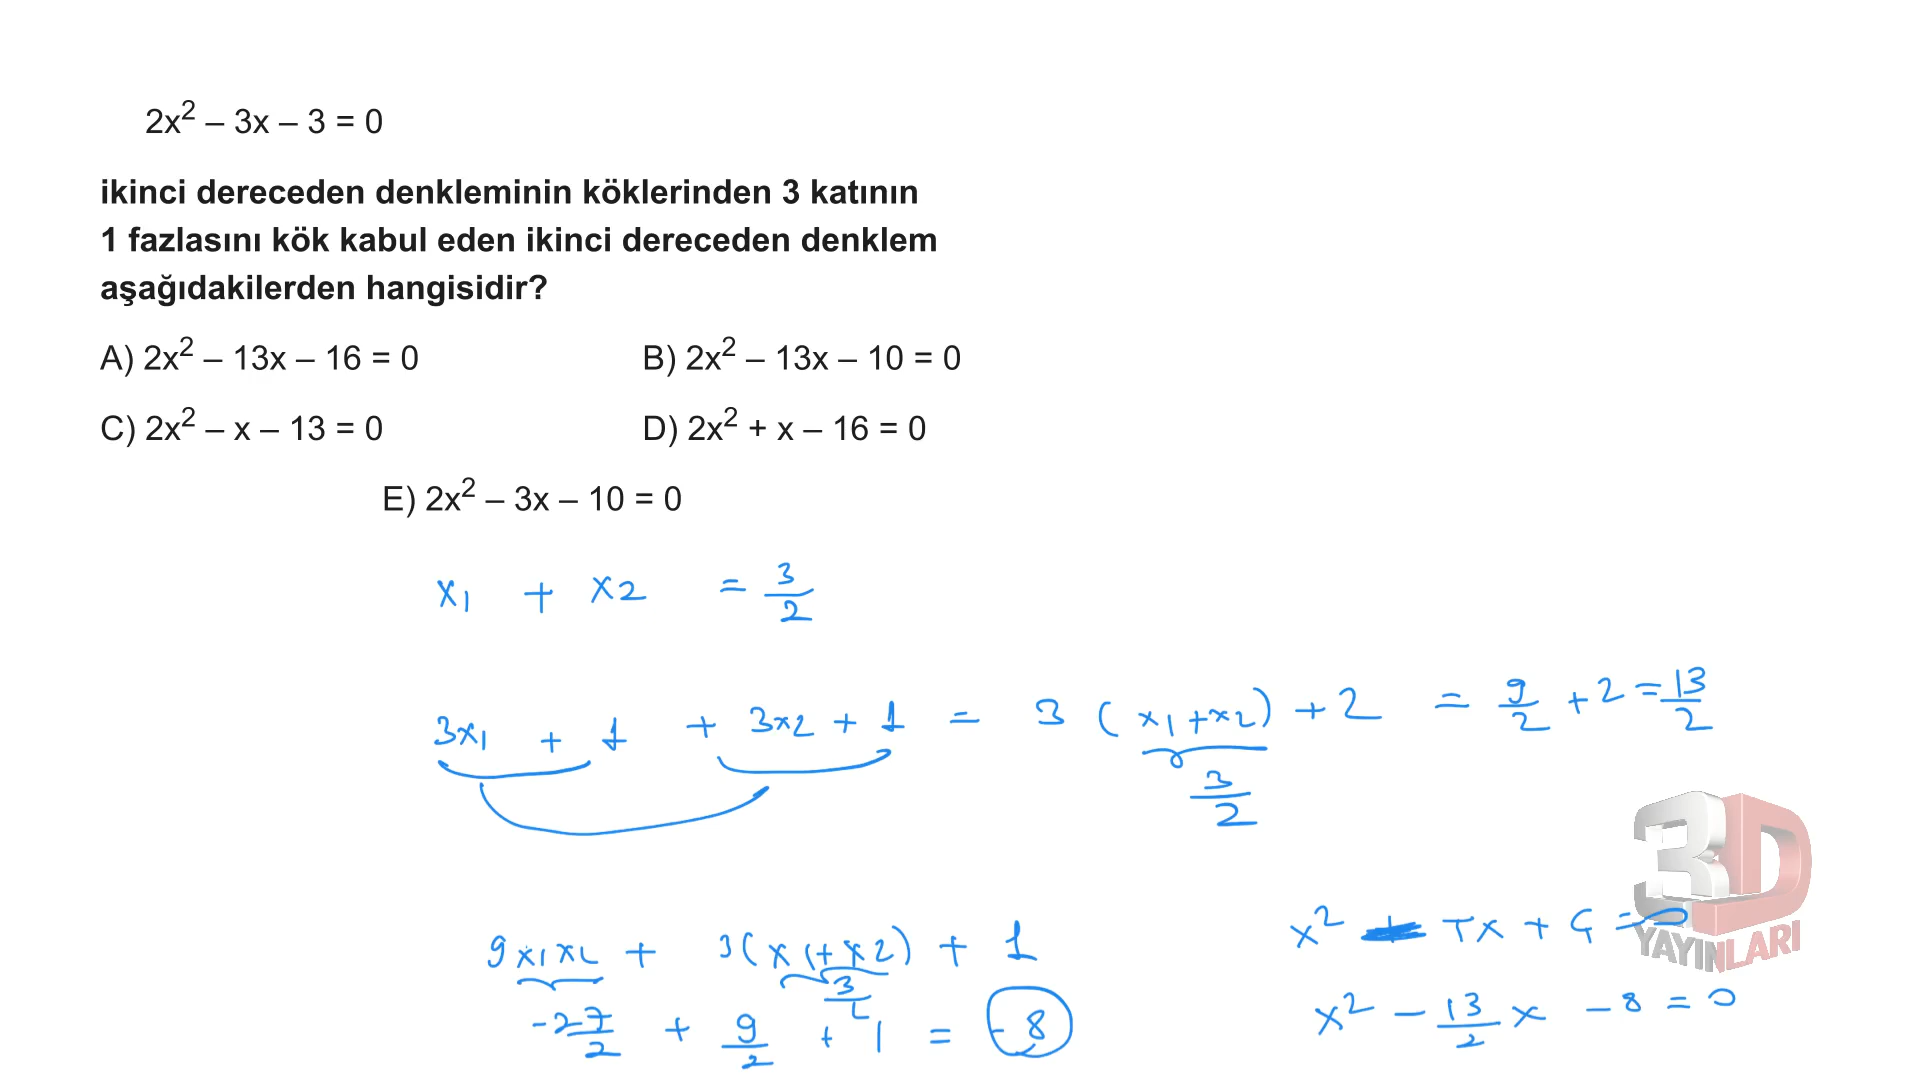 2x² – 3x – 3 = 0
ikinci dereceden denkleminin köklerinden 3 katının
1 fazlasını kök kabul eden ikinci dereceden denklem
aşağıdakilerden hangisidir?
A) 2x² – 13x – 16 = 0 B) 2x² – 13x – 10 = 0
C) 2x² – x – 13 = 0 D) 2x² + x – 16 = 0
E) 2x² – 3x – 10 = 0
x1 + x2 = 3/2
3x1 + 1 + 3x2 + 1 = 3 (x1+x2) + 2 = 9/2 + 2 = 13/2
3/2
9x1x2 + 3(x1+x2) + 1
3/2
-27/2 + 9/2 + 1 = -8
x² - Tx + Ç = 0
x² - 13/2 x - 8 = 0
3D
YAYINLARI